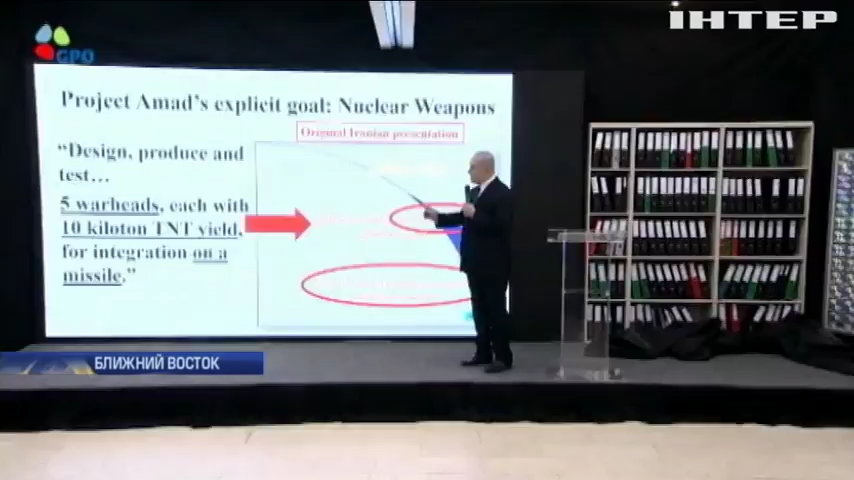 GPO
ІНТЕР
Project Amad's explicit goal: Nuclear Weapons
Original Iranian presentation
"Design, produce and
test…
5 warheads, each with
10 kiloton TNT yield,
for integration on a
missile."
БЛИЖНИЙ ВОСТОК